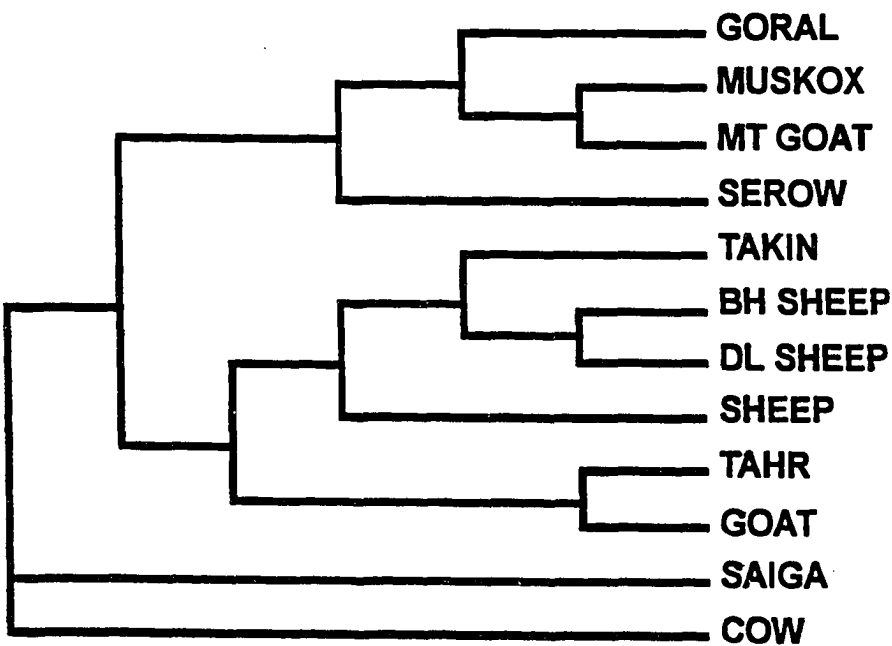 GORAL
MUSKOX
MT GOAT
SEROW
TAKIN
BH SHEEP
DL SHEEP
SHEEP
TAHR
GOAT
SAIGA
COW